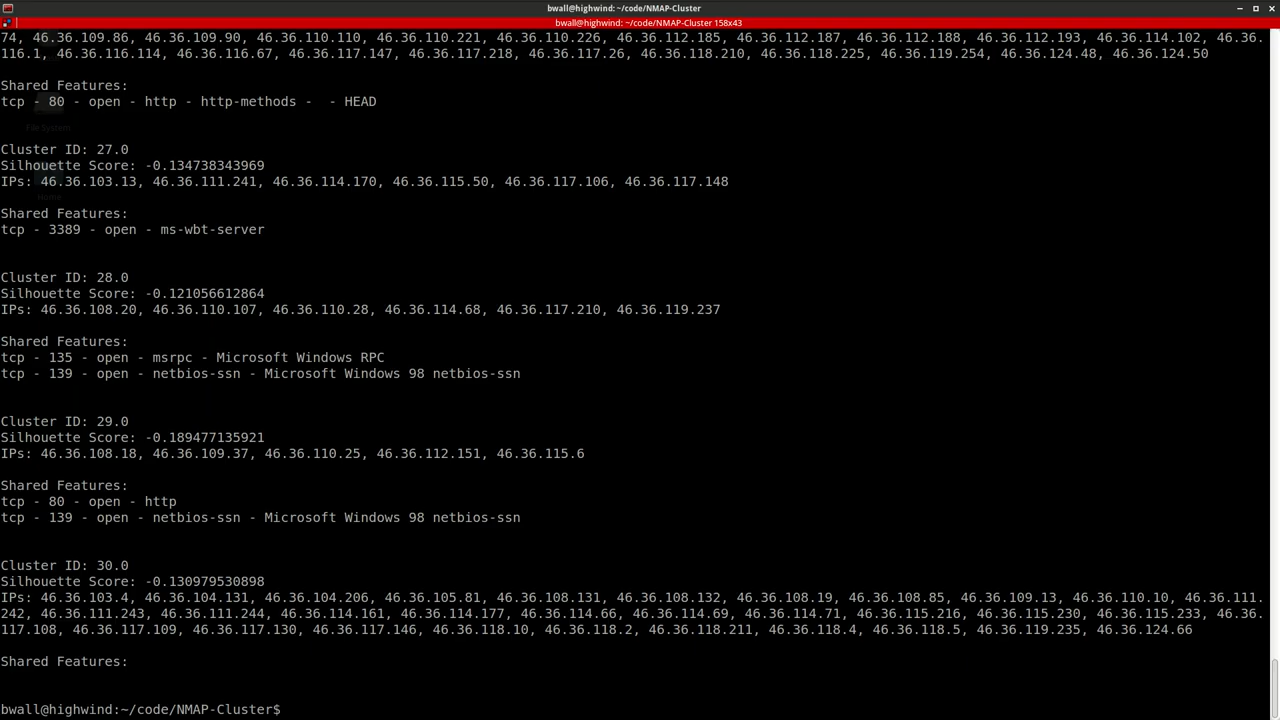 bwall@highwind: ~/code/NMAP-Cluster
bwall@highwind: ~/code/NMAP-Cluster 158x43
74, 46.36.109.86, 46.36.109.90, 46.36.110.110, 46.36.110.221, 46.36.110.226, 46.36.112.185, 46.36.112.187, 46.36.112.188, 46.36.112.193, 46.36.114.102, 46.36.
116.1, 46.36.116.114, 46.36.116.67, 46.36.117.147, 46.36.117.218, 46.36.117.26, 46.36.118.210, 46.36.118.225, 46.36.119.254, 46.36.124.48, 46.36.124.50
Shared Features:
tcp - 80 - open - http - http-methods -  - HEAD
File System
Cluster ID: 27.0
Silhouette Score: -0.134738343969
IPs: 46.36.103.13, 46.36.111.241, 46.36.114.170, 46.36.115.50, 46.36.117.106, 46.36.117.148
Home
Shared Features:
tcp - 3389 - open - ms-wbt-server
Cluster ID: 28.0
Silhouette Score: -0.121056612864
IPs: 46.36.108.20, 46.36.110.107, 46.36.110.28, 46.36.114.68, 46.36.117.210, 46.36.119.237
Shared Features:
tcp - 135 - open - msrpc - Microsoft Windows RPC
tcp - 139 - open - netbios-ssn - Microsoft Windows 98 netbios-ssn
Cluster ID: 29.0
Silhouette Score: -0.189477135921
IPs: 46.36.108.18, 46.36.109.37, 46.36.110.25, 46.36.112.151, 46.36.115.6
Shared Features:
tcp - 80 - open - http
tcp - 139 - open - netbios-ssn - Microsoft Windows 98 netbios-ssn
Cluster ID: 30.0
Silhouette Score: -0.130979530898
IPs: 46.36.103.4, 46.36.104.131, 46.36.104.206, 46.36.105.81, 46.36.108.131, 46.36.108.132, 46.36.108.19, 46.36.108.85, 46.36.109.13, 46.36.110.10, 46.36.111.
242, 46.36.111.243, 46.36.111.244, 46.36.114.161, 46.36.114.177, 46.36.114.66, 46.36.114.69, 46.36.114.71, 46.36.115.216, 46.36.115.230, 46.36.115.233, 46.36.
117.108, 46.36.117.109, 46.36.117.130, 46.36.117.146, 46.36.118.10, 46.36.118.2, 46.36.118.211, 46.36.118.4, 46.36.118.5, 46.36.119.235, 46.36.124.66
Shared Features:
bwall@highwind:~/code/NMAP-Cluster$